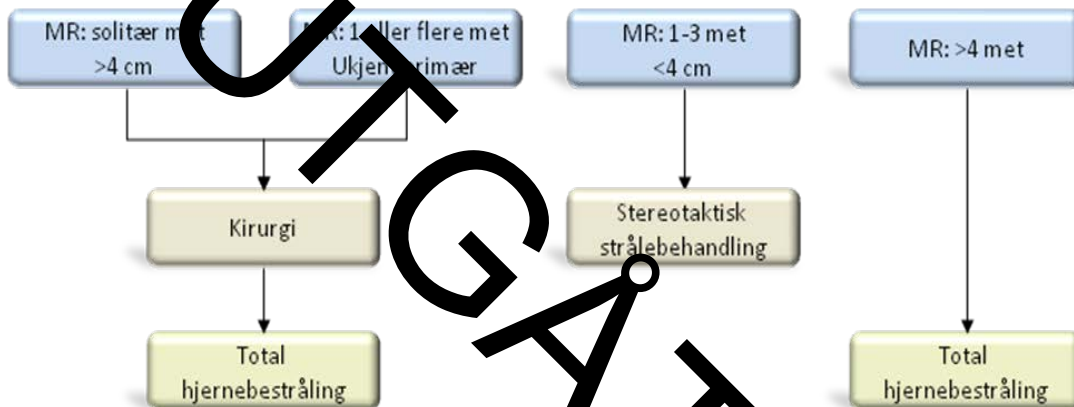 MR: solitær met
>4 cm
MR: 1 eller flere met
Ukjent primær
MR: 1-3 met
<4 cm
MR: >4 met
Kirurgi
Stereotaktisk
strålebehandling
Total
hjernebestråling
Total
hjernebestråling
UTGÅT